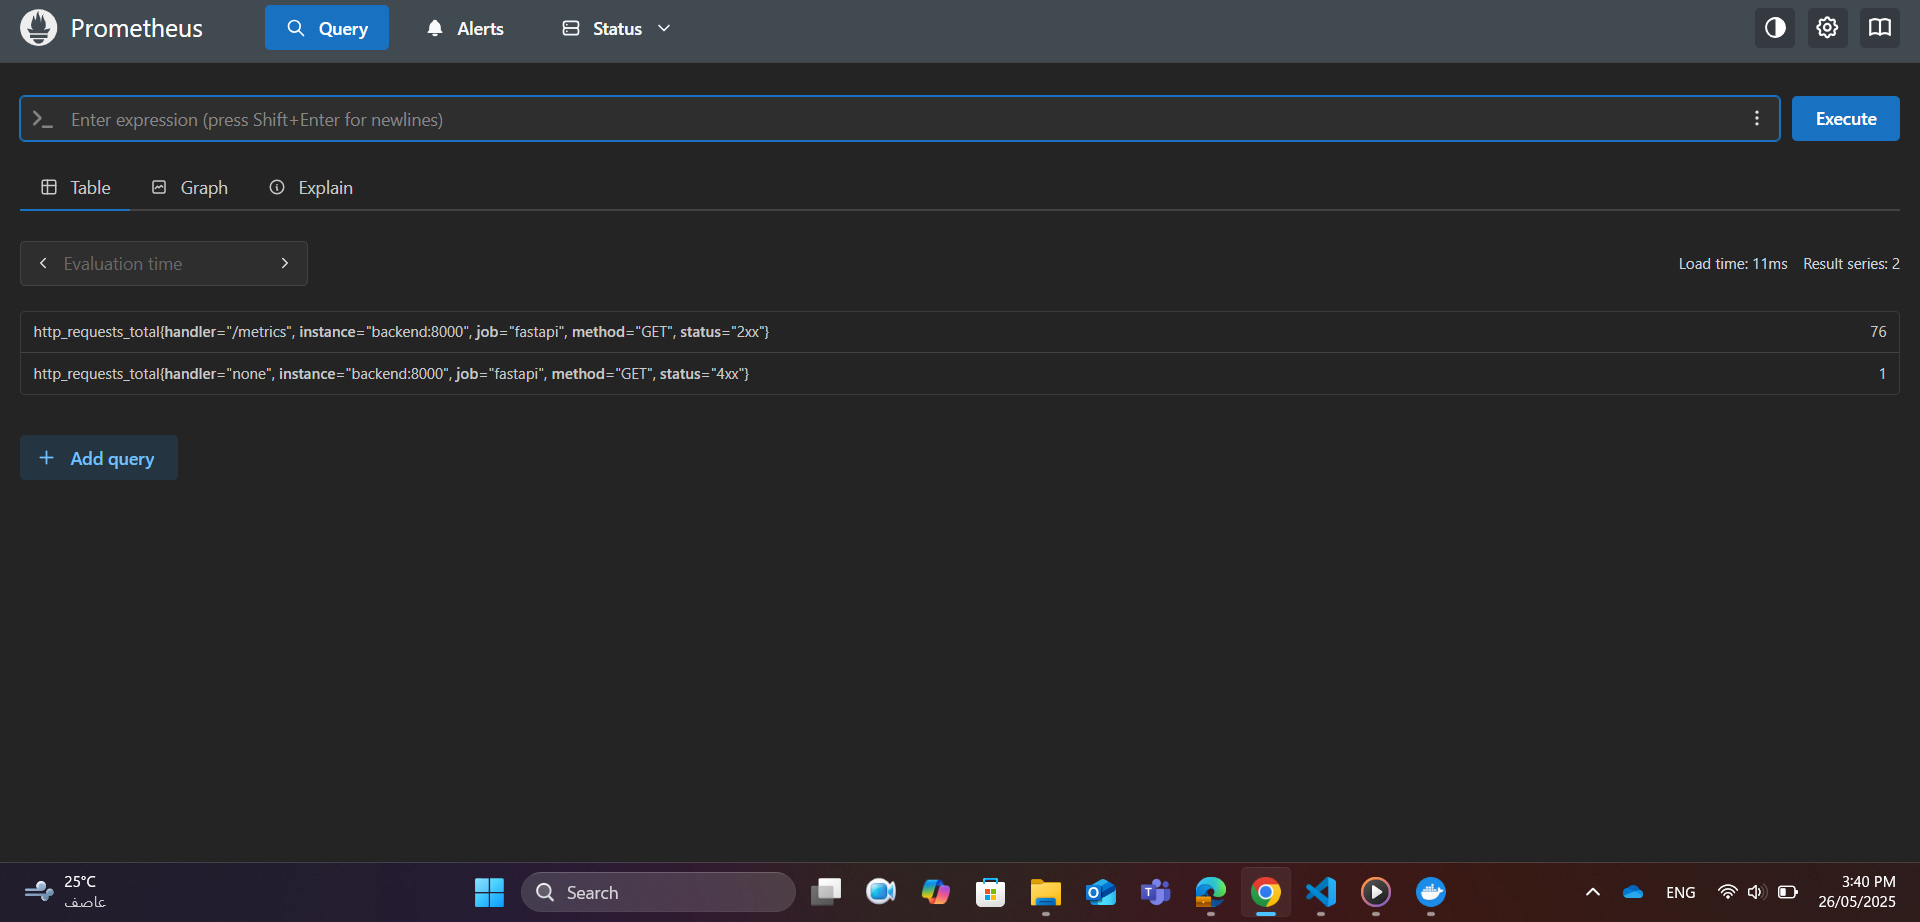 Prometheus
Query
Alerts
Status
Enter expression (press Shift+Enter for newlines)
Execute
Table
Graph
Explain
Evaluation time
Load time: 11ms Result series: 2
http_requests_total{handler="/metrics", instance="backend:8000", job="fastapi", method="GET", status="2xx"} 76
http_requests_total{handler="none", instance="backend:8000", job="fastapi", method="GET", status="4xx"} 1
Add query
25°C
عاصف
Search
ENG
3:40 PM
26/05/2025